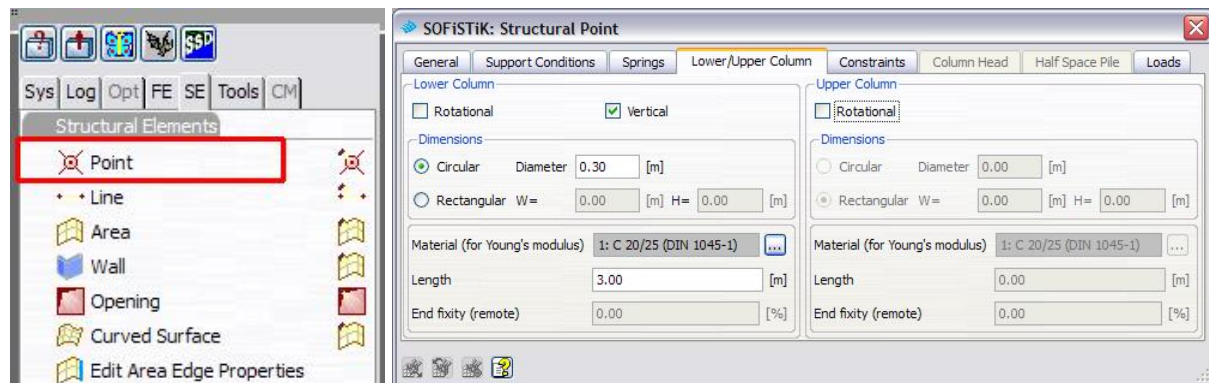 SSD
Sys Log Opt FE SE Tools CM
Structural Elements
Point
Line
Area
Wall
Opening
Curved Surface
Edit Area Edge Properties
SOFiSTiK: Structural Point
General Support Conditions Springs Lower/Upper Column Constraints Column Head Half Space Pile Loads
Lower Column
Rotational Vertical
Dimensions
Circular Diameter 0.30 [m]
Rectangular W= 0.00 [m] H= 0.00 [m]
Material (for Young's modulus) 1: C 20/25 (DIN 1045-1) ...
Length 3.00 [m]
End fixity (remote) 0.00 [%]
Upper Column
Rotational
Dimensions
Circular Diameter 0.00 [m]
Rectangular W= 0.00 [m] H= 0.00 [m]
Material (for Young's modulus) 1: C 20/25 (DIN 1045-1) ...
Length 0.00 [m]
End fixity (remote) 0.00 [%]